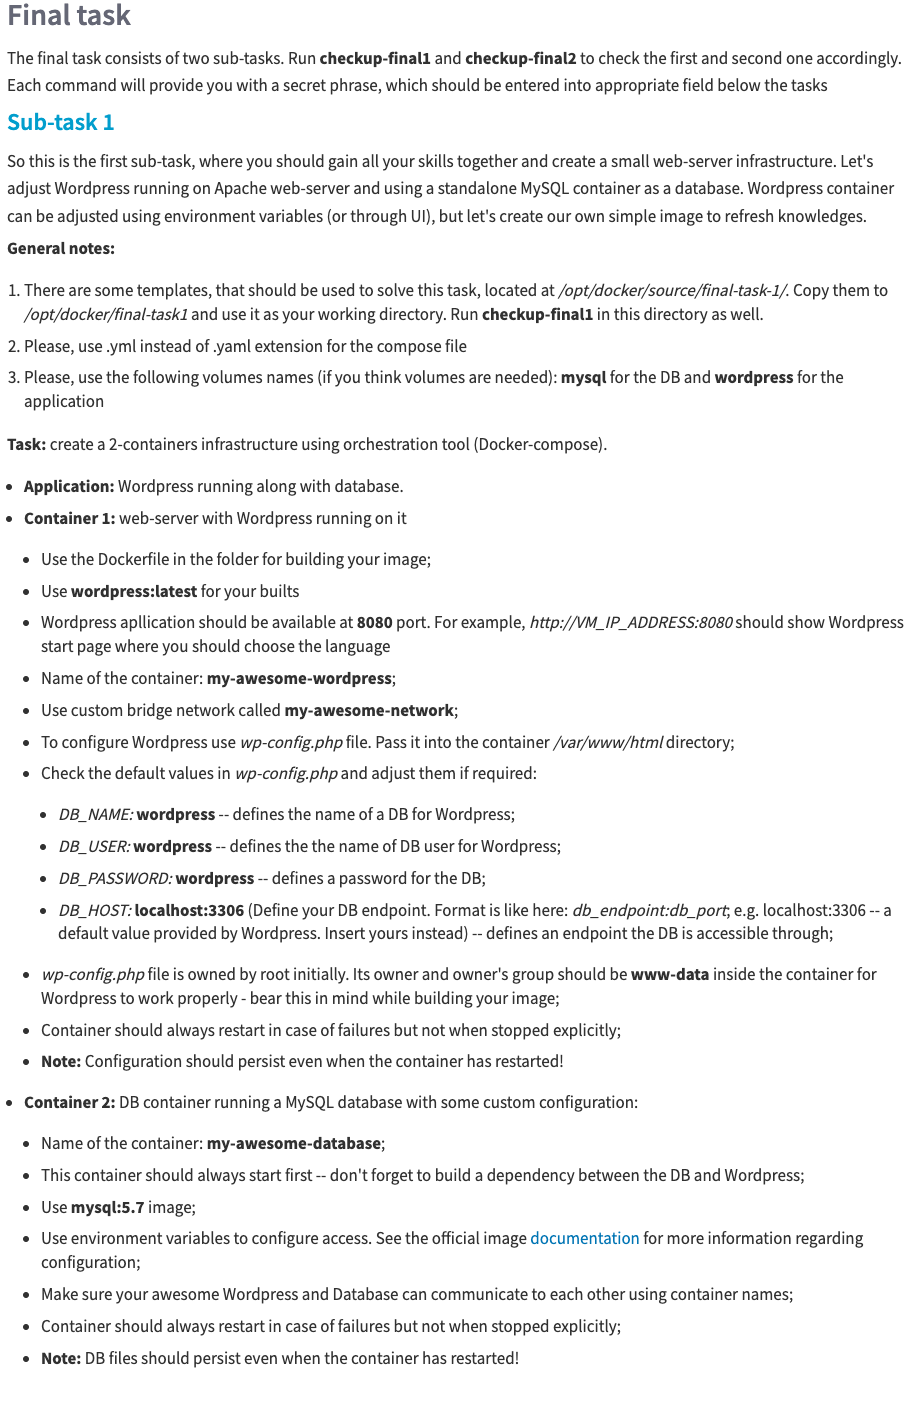 Final task
The final task consists of two sub-tasks. Run checkup-final1 and checkup-final2 to check the first and second one accordingly.
Each command will provide you with a secret phrase, which should be entered into appropriate field below the tasks
Sub-task 1
So this is the first sub-task, where you should gain all your skills together and create a small web-server infrastructure. Let's
adjust Wordpress running on Apache web-server and using a standalone MySQL container as a database. Wordpress container
can be adjusted using environment variables (or through UI), but let's create our own simple image to refresh knowledges.
General notes:
1. There are some templates, that should be used to solve this task, located at /opt/docker/source/final-task-1/. Copy them to
/opt/docker/final-task1 and use it as your working directory. Run checkup-final1 in this directory as well.
2. Please, use .yml instead of .yaml extension for the compose file
3. Please, use the following volumes names (if you think volumes are needed): mysql for the DB and wordpress for the
application
Task: create a 2-containers infrastructure using orchestration tool (Docker-compose).
• Application: Wordpress running along with database.
• Container 1: web-server with Wordpress running on it
• Use the Dockerfile in the folder for building your image;
• Use wordpress:latest for your builts
• Wordpress apllication should be available at 8080 port. For example, http://VM_IP_ADDRESS:8080 should show Wordpress
start page where you should choose the language
• Name of the container: my-awesome-wordpress;
• Use custom bridge network called my-awesome-network;
• To configure Wordpress use wp-config.php file. Pass it into the container /var/www/html directory;
• Check the default values in wp-config.php and adjust them if required:
• DB_NAME: wordpress -- defines the name of a DB for Wordpress;
• DB_USER: wordpress -- defines the the name of DB user for Wordpress;
• DB_PASSWORD: wordpress -- defines a password for the DB;
• DB_HOST: localhost:3306 (Define your DB endpoint. Format is like here: db_endpoint:db_port; e.g. localhost:3306 -- a
default value provided by Wordpress. Insert yours instead) -- defines an endpoint the DB is accessible through;
• wp-config.php file is owned by root initially. Its owner and owner's group should be www-data inside the container for
Wordpress to work properly - bear this in mind while building your image;
• Container should always restart in case of failures but not when stopped explicitly;
• Note: Configuration should persist even when the container has restarted!
• Container 2: DB container running a MySQL database with some custom configuration:
• Name of the container: my-awesome-database;
• This container should always start first -- don't forget to build a dependency between the DB and Wordpress;
• Use mysql:5.7 image;
• Use environment variables to configure access. See the official image documentation for more information regarding
configuration;
• Make sure your awesome Wordpress and Database can communicate to each other using container names;
• Container should always restart in case of failures but not when stopped explicitly;
• Note: DB files should persist even when the container has restarted!